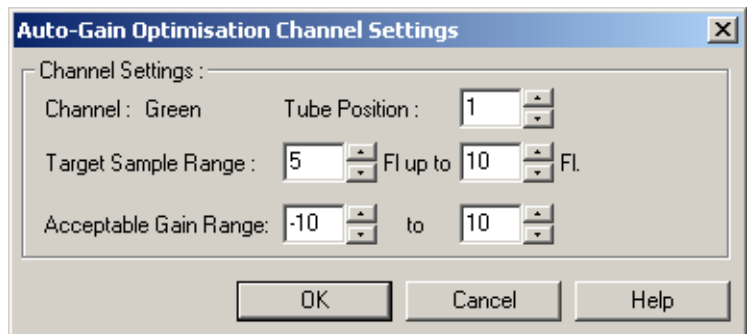 Auto-Gain Optimisation Channel Settings
Channel Settings :
Channel : Green Tube Position : 1
Target Sample Range : 5 Fl up to 10 Fl.
Acceptable Gain Range: -10 to 10
OK Cancel Help